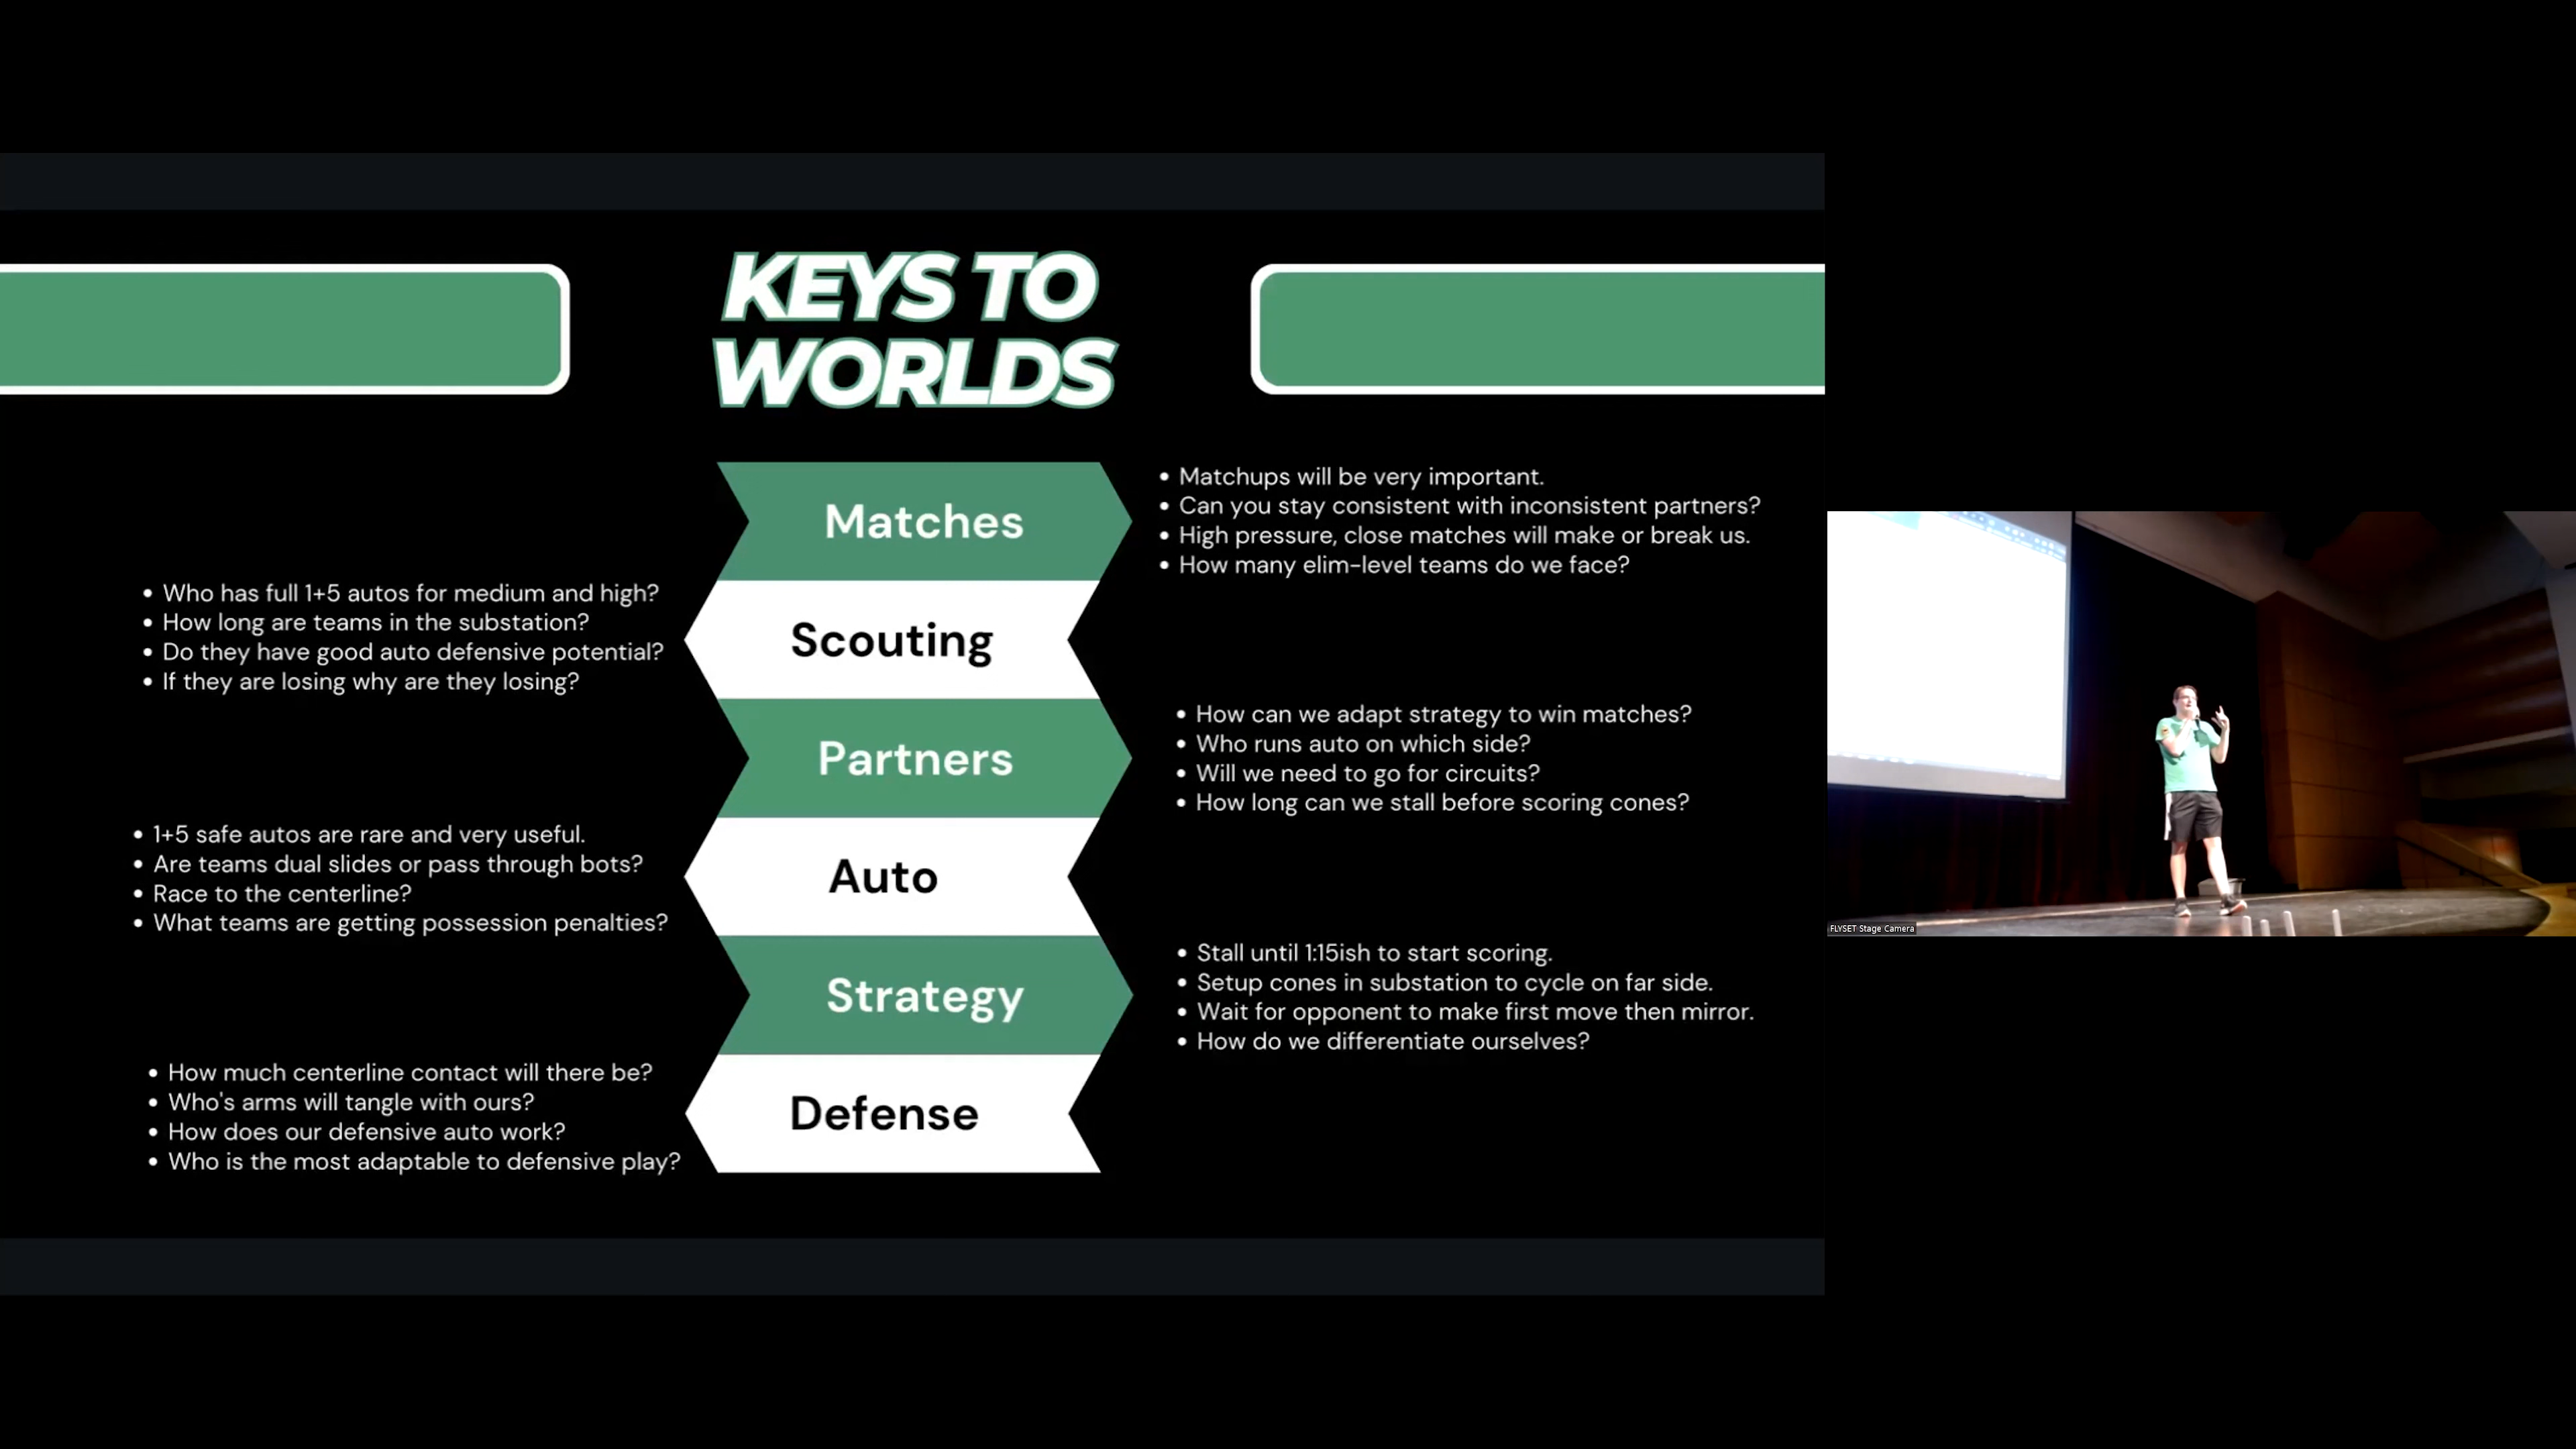 KEYS TO
WORLDS
Matches
• Matchups will be very important.
• Can you stay consistent with inconsistent partners?
• High pressure, close matches will make or break us.
• How many elim-level teams do we face?
Scouting
• Who has full 1+5 autos for medium and high?
• How long are teams in the substation?
• Do they have good auto defensive potential?
• If they are losing why are they losing?
Partners
• How can we adapt strategy to win matches?
• Who runs auto on which side?
• Will we need to go for circuits?
• How long can we stall before scoring cones?
Auto
• 1+5 safe autos are rare and very useful.
• Are teams dual slides or pass through bots?
• Race to the centerline?
• What teams are getting possession penalties?
Strategy
• Stall until 1:15ish to start scoring.
• Setup cones in substation to cycle on far side.
• Wait for opponent to make first move then mirror.
• How do we differentiate ourselves?
Defense
• How much centerline contact will there be?
• Who's arms will tangle with ours?
• How does our defensive auto work?
• Who is the most adaptable to defensive play?
FLYSET Stage Camera